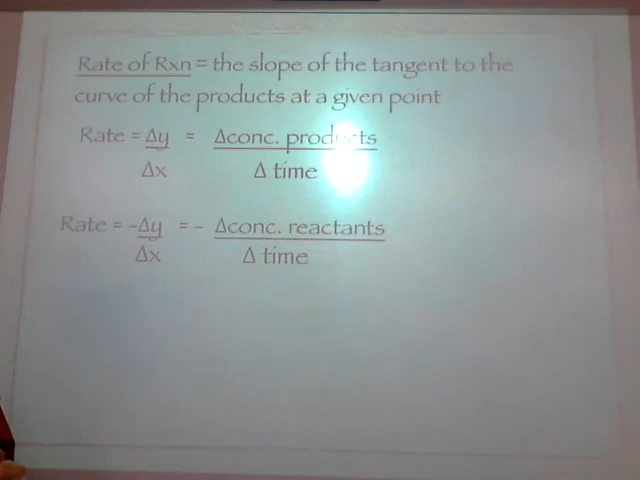 Rate of Rxn = the slope of the tangent to the
curve of the products at a given point
Rate = Δy = Δconc. products
Δx Δ time
Rate = -Δy = - Δconc. reactants
Δx Δ time